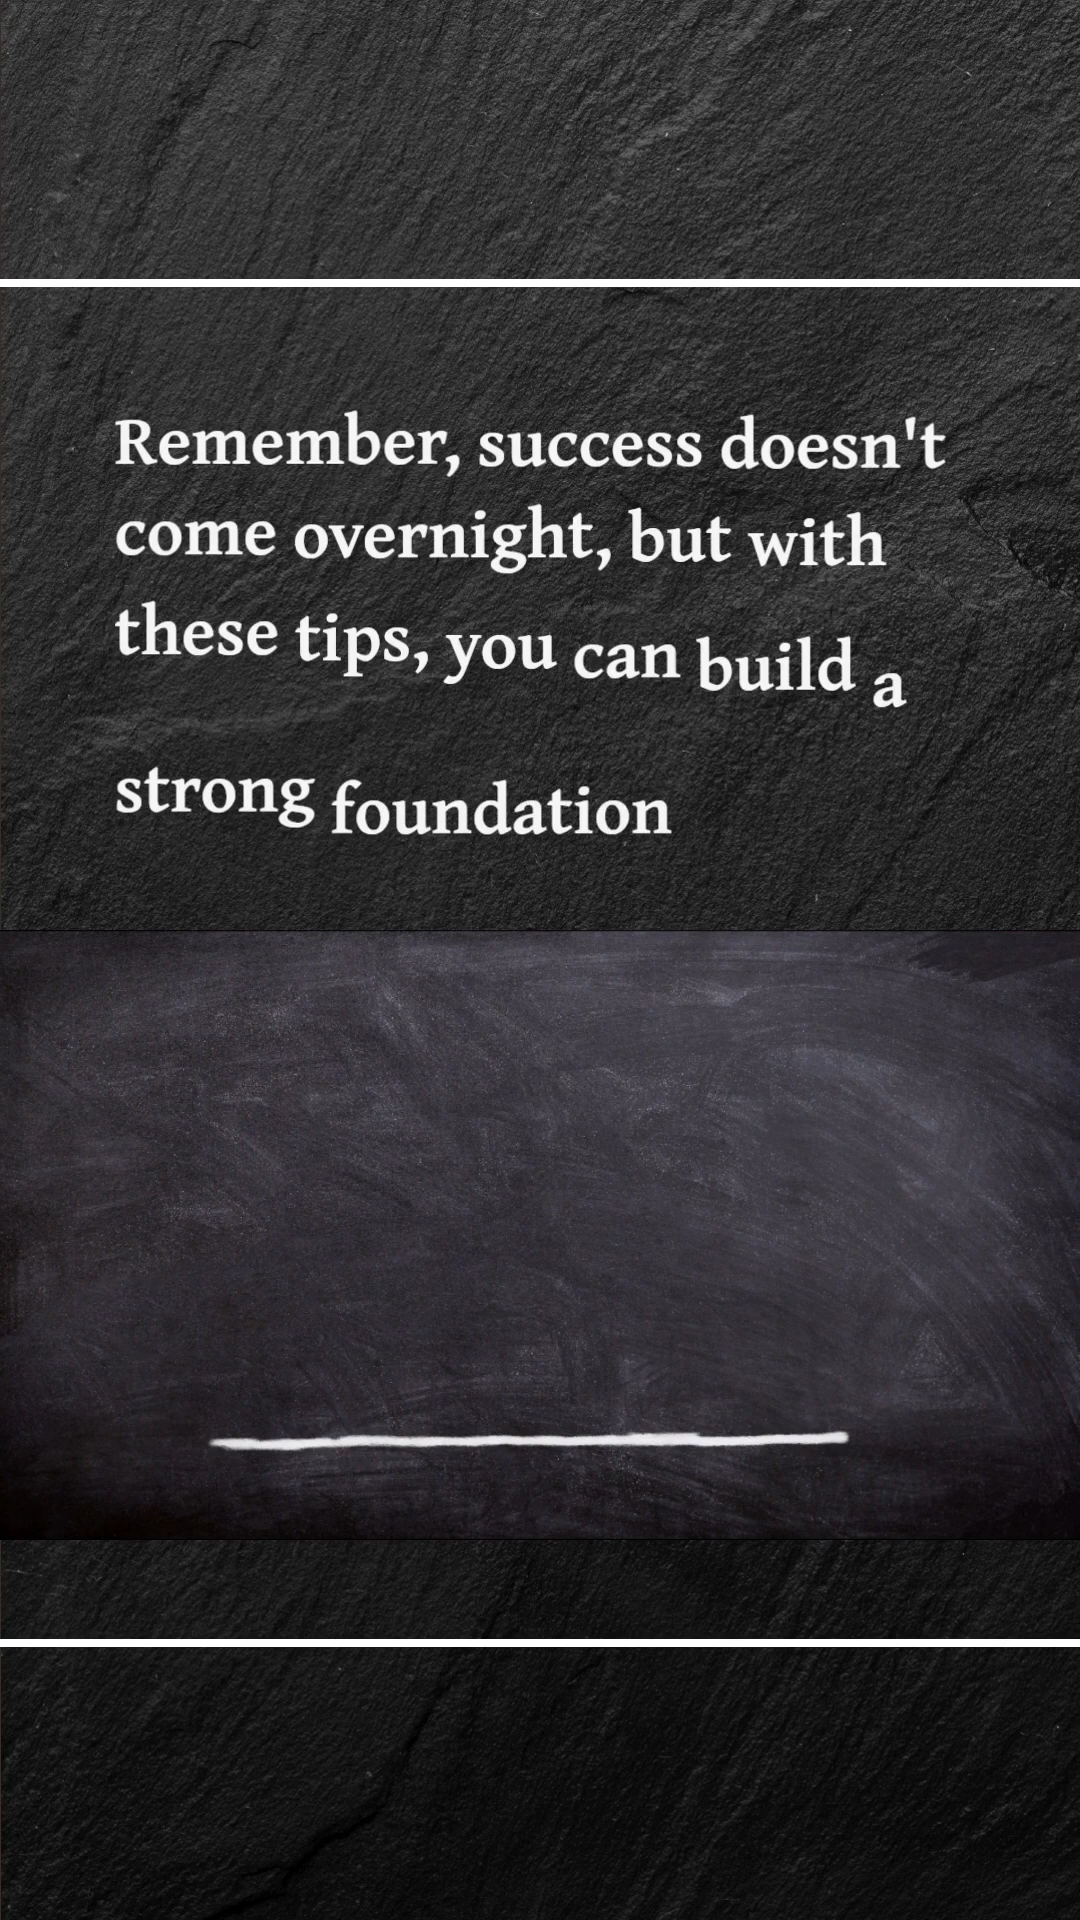 Remember, success doesn't
come overnight, but with
these tips, you can build a
strong foundation